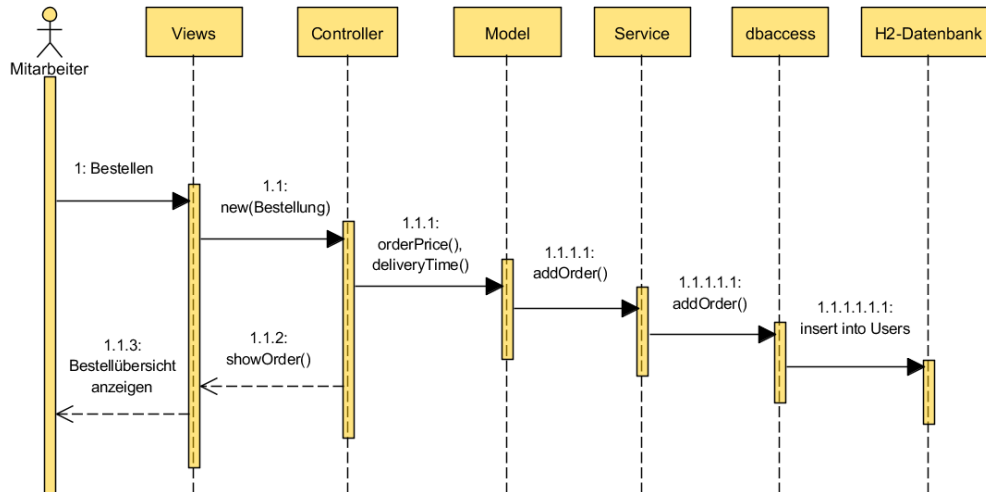 Views
Controller
Model
Service
dbaccess
H2-Datenbank
Mitarbeiter
1: Bestellen
1.1:
new(Bestellung)
1.1.1:
orderPrice(),
deliveryTime()
1.1.1.1:
addOrder()
1.1.1.1.1:
addOrder()
1.1.1.1.1.1:
insert into Users
1.1.2:
showOrder()
1.1.3:
Bestellübersicht
anzeigen